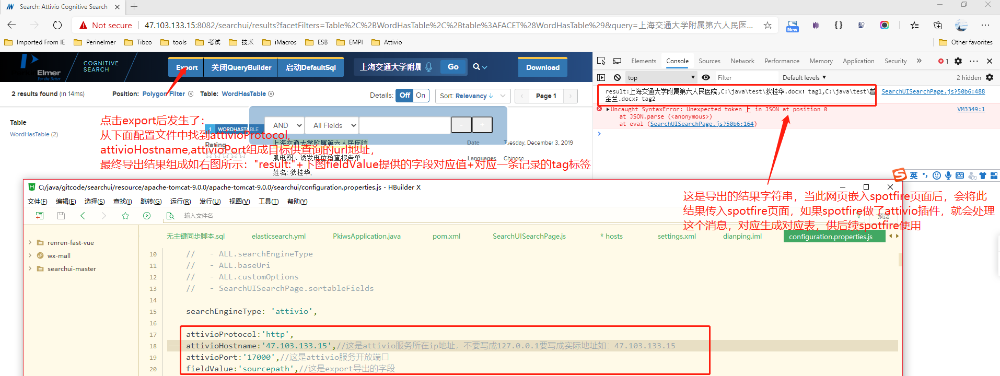 Search: Attivio Cognitive Search
Not secure
47.103.133.15:8082/searchui/results?facetFilters=Table%2C%2BWordHasTable%2C%2Btable%3AFACET%28WordHasTable%29&query=上海交通大学附属第六人民医...
New
Imported From IE
Perinelmer
Tibco
tools
考试
技术
iMacros
ESB
EMPI
Attivio
Other favorites
Elmer
For the Better
COGNITIVE
SEARCH
Export
关闭QueryBuilder
启动DefaultSql
上海交通大学附属
Go
Download
2 results found (in 14ms)
Position: Polygon Filter
Table: WordHasTable
Details: Off On
Sort: Relevancy
Page 1
Table
WordHasTable (2)
点击export后发生了:
从下面配置文件中找到attivioProtocol,
attivioHostname,attivioPort组成目标供查询的url地址,
最终导出结果组成如右图所示: "result:"+下图fieldValue提供的字段对应值+对应一条记录的tag标签
1 WORDHASTABLE
Rating
AND
All Fields
-
+
上海交通大学附属第六人民医院
肌电图、诱发电位检查报告单
姓名: 狄桂华,
Date
Tuesday, December 3, 2019
Languages
Chinese
Elements
Console
Sources
Network
Performance
Memory
Application
Security
1
top
Filter
Default levels
2 hidden
result:上海交通大学附属第六人民医院,C:\java\test\狄桂华.docx; tag1,C:\java\test\曾
金兰.docx; tag2
SearchUISearchPage.js?50b6:488
Uncaught SyntaxError: Unexpected token 上 in JSON at position 0
at JSON.parse (<anonymous>)
at eval (SearchUISearchPage.js?50b6:164)
VM3349:1
英
这是导出的结果字符串, 当此网页嵌入spotfire页面后, 会将此
结果传入spotfire页面, 如果spotfire做了attivio插件, 就会处理
这个消息, 对应生成对应表, 供后续spotfire使用
C:/java/gitcode/searchui/resource/apache-tomcat-9.0.0/apache-tomcat-9.0.0/searchui/configuration.properties.js - HBuilder X
文件(F)
编辑(E)
选择(S)
查找(I)
跳转(G)
运行(R)
发行(U)
视图(V)
工具(T)
帮助(Y)
输入文件名
预览
renren-fast-vue
wx-mall
searchui-master
无主键同步脚本.sql
elasticsearch.yml
PkiwsApplication.java
pom.xml
SearchUISearchPage.js
* hosts
settings.xml
dianping.iml
configuration.properties.js
10 // - ALL.searchEngineType
11 // - ALL.baseUri
12 // - ALL.customOptions
13 // - SearchUISearchPage.sortableFields
14
15 searchEngineType: 'attivio',
16
17 attivioProtocol:'http',
18 attivioHostname:'47.103.133.15',//这是attivio服务所在ip地址, 不要写成127.0.0.1要写成实际地址如: 47.103.133.15
19 attivioPort:'17000',//这是attivio服务开放端口
20 fieldValue:'sourcepath',//这是export导出的字段